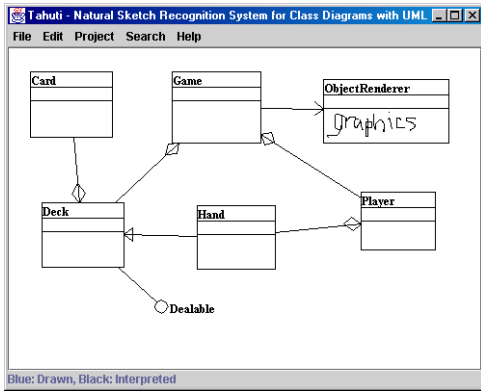 Tahuti - Natural Sketch Recognition System for Class Diagrams with UML
File Edit Project Search Help
Card
Game
ObjectRenderer
graphics
Deck
Hand
Player
Dealable
Blue: Drawn, Black: Interpreted